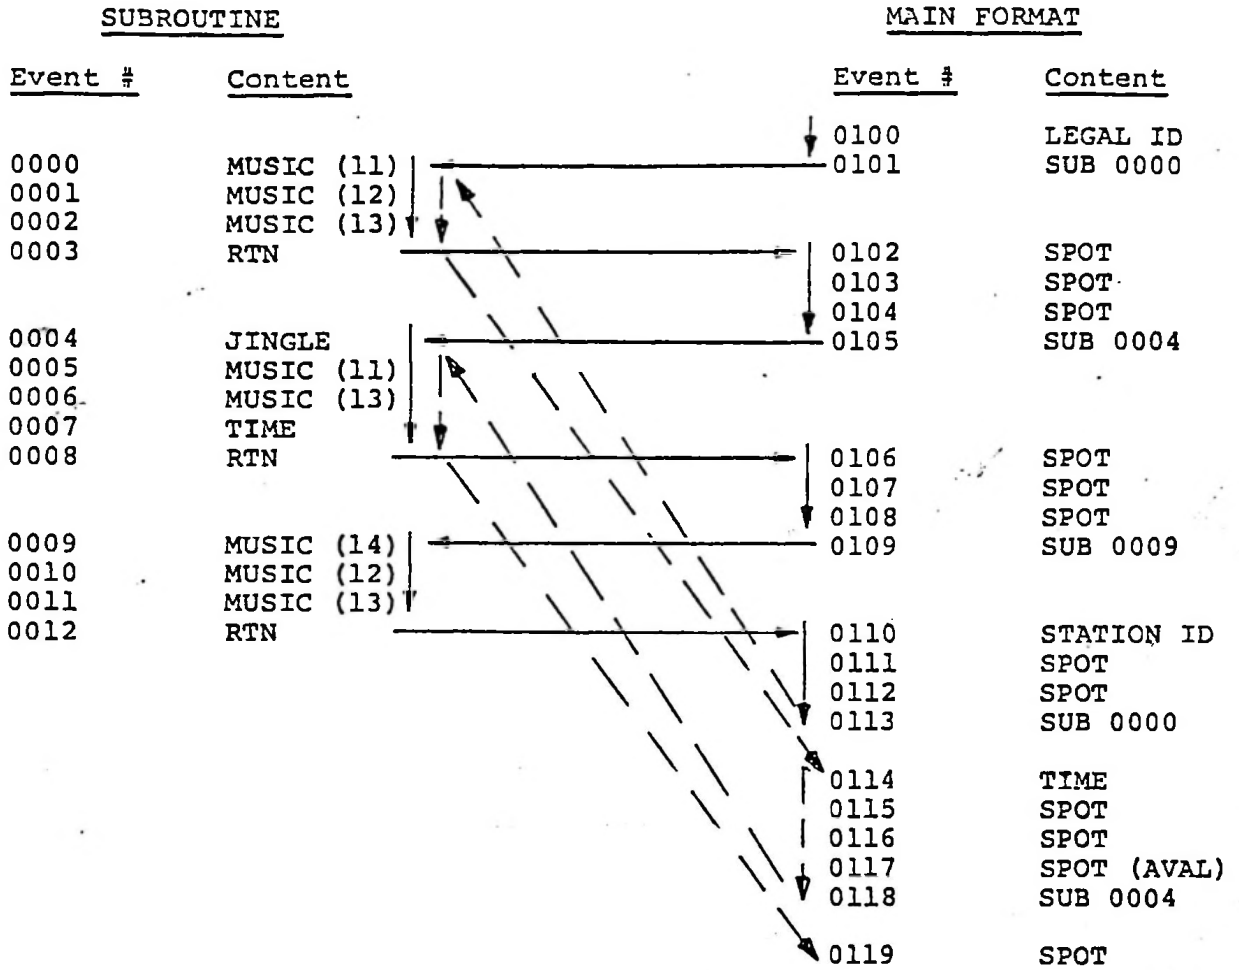 SUBROUTINE MAIN FORMAT
Event # Content Event # Content
0100 LEGAL ID
0000 MUSIC (11) 0101 SUB 0000
0001 MUSIC (12)
0002 MUSIC (13)
0003 RTN 0102 SPOT
0103 SPOT
0104 SPOT
0004 JINGLE 0105 SUB 0004
0005 MUSIC (11)
0006 MUSIC (13)
0007 TIME
0008 RTN 0106 SPOT
0107 SPOT
0108 SPOT
0009 MUSIC (14) 0109 SUB 0009
0010 MUSIC (12)
0011 MUSIC (13)
0012 RTN 0110 STATION ID
0111 SPOT
0112 SPOT
0113 SUB 0000
0114 TIME
0115 SPOT
0116 SPOT
0117 SPOT (AVAL)
0118 SUB 0004
0119 SPOT